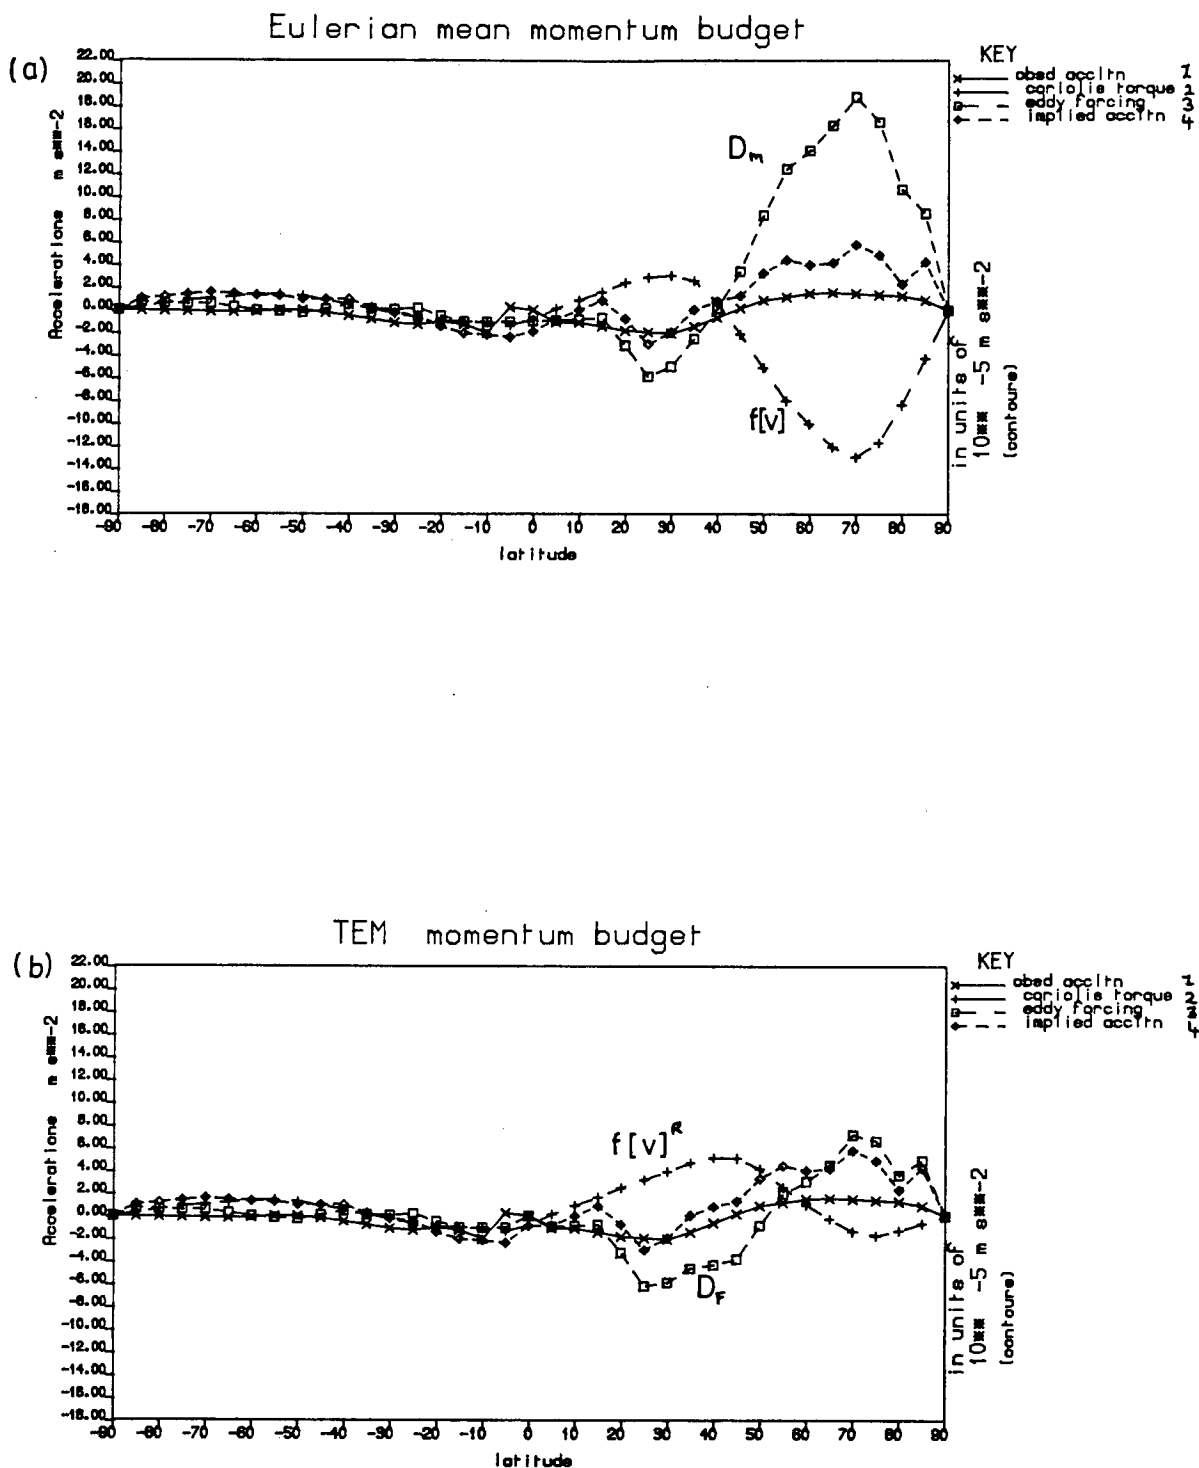 Eulerian mean momentum budget
(a)
KEY
obsd accltn 1
coriolis torque 2
eddy forcing 3
implied accltn 4
Accelerations m s**-2
22.00
20.00
18.00
16.00
14.00
12.00
10.00
8.00
6.00
4.00
2.00
0.00
-2.00
-4.00
-6.00
-8.00
-10.00
-12.00
-14.00
-16.00
-18.00
Dm
f[v]
in units of
10** -5 m s**-2
(contours)
-90 -80 -70 -60 -50 -40 -30 -20 -10 0 10 20 30 40 50 60 70 80 90
latitude
TEM momentum budget
(b)
KEY
obsd accltn 1
coriolis torque 2
eddy forcing 3
implied accltn 4
Accelerations m s**-2
22.00
20.00
18.00
16.00
14.00
12.00
10.00
8.00
6.00
4.00
2.00
0.00
-2.00
-4.00
-6.00
-8.00
-10.00
-12.00
-14.00
-16.00
-18.00
f[v]R
DF
in units of
10** -5 m s**-2
(contours)
-90 -80 -70 -60 -50 -40 -30 -20 -10 0 10 20 30 40 50 60 70 80 90
latitude